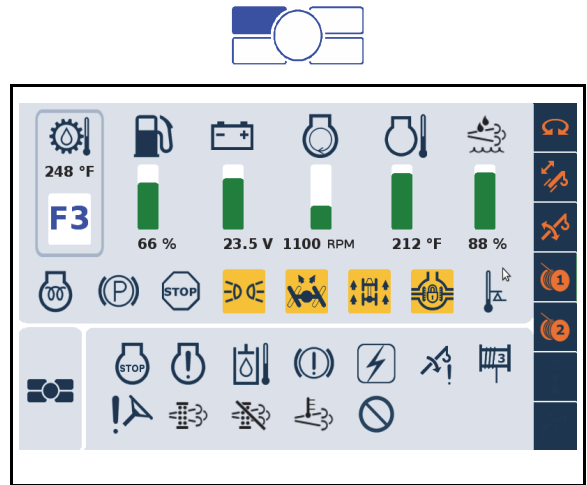 248 °F
F3
66 %
23.5 V
1100 RPM
212 °F
88 %
P
STOP
1
2
STOP
3